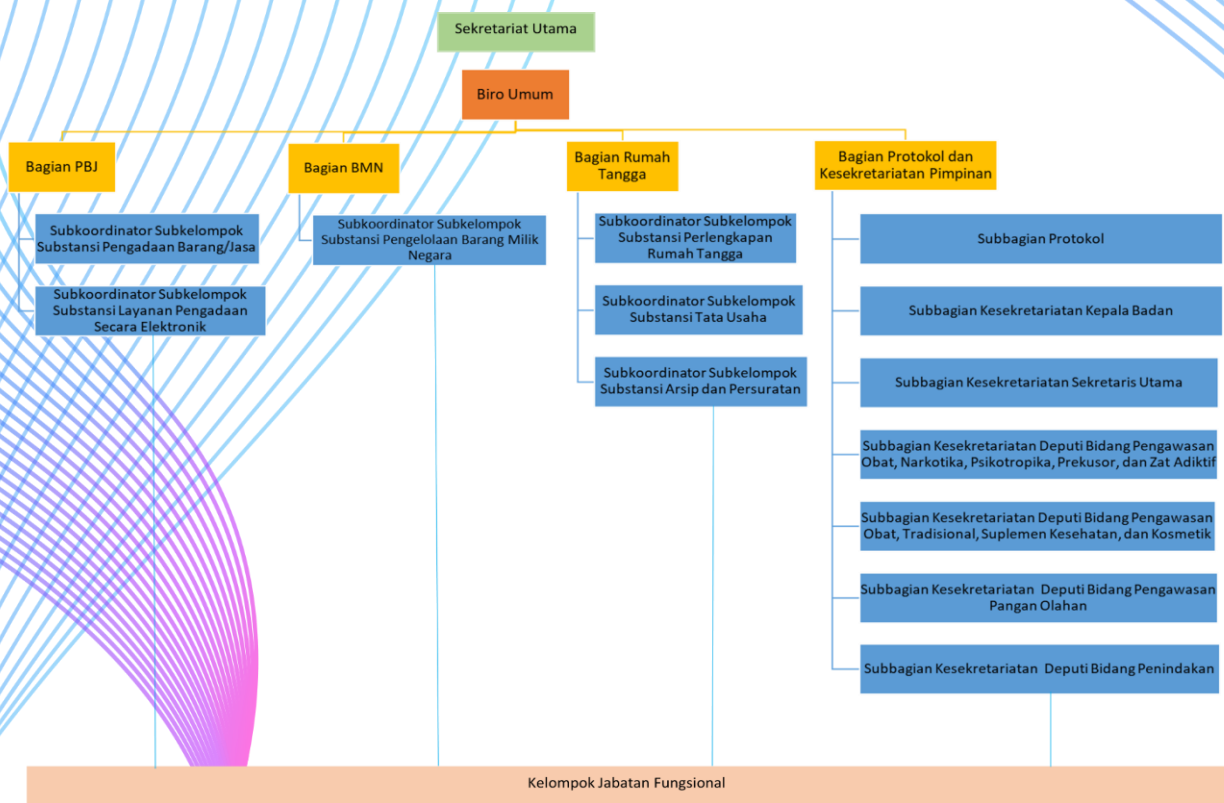 Sekretariat Utama
Biro Umum
Bagian PBJ
Subkoordinator Subkelompok
Substansi Pengadaan Barang/Jasa
Subkoordinator Subkelompok
Substansi Layanan Pengadaan
Secara Elektronik
Bagian BMN
Subkoordinator Subkelompok
Substansi Pengelolaan Barang Milik
Negara
Bagian Rumah
Tangga
Subkoordinator Subkelompok
Substansi Perlengkapan
Rumah Tangga
Subkoordinator Subkelompok
Substansi Tata Usaha
Subkoordinator Subkelompok
Substansi Arsip dan Persuratan
Bagian Protokol dan
Kesekretariatan Pimpinan
Subbagian Protokol
Subbagian Kesekretariatan Kepala Badan
Subbagian Kesekretariatan Sekretaris Utama
Subbagian Kesekretariatan Deputi Bidang Pengawasan
Obat, Narkotika, Psikotropika, Prekusor, dan Zat Adiktif
Subbagian Kesekretariatan Deputi Bidang Pengawasan
Obat, Tradisional, Suplemen Kesehatan, dan Kosmetik
Subbagian Kesekretariatan Deputi Bidang Pengawasan
Pangan Olahan
Subbagian Kesekretariatan Deputi Bidang Penindakan
Kelompok Jabatan Fungsional